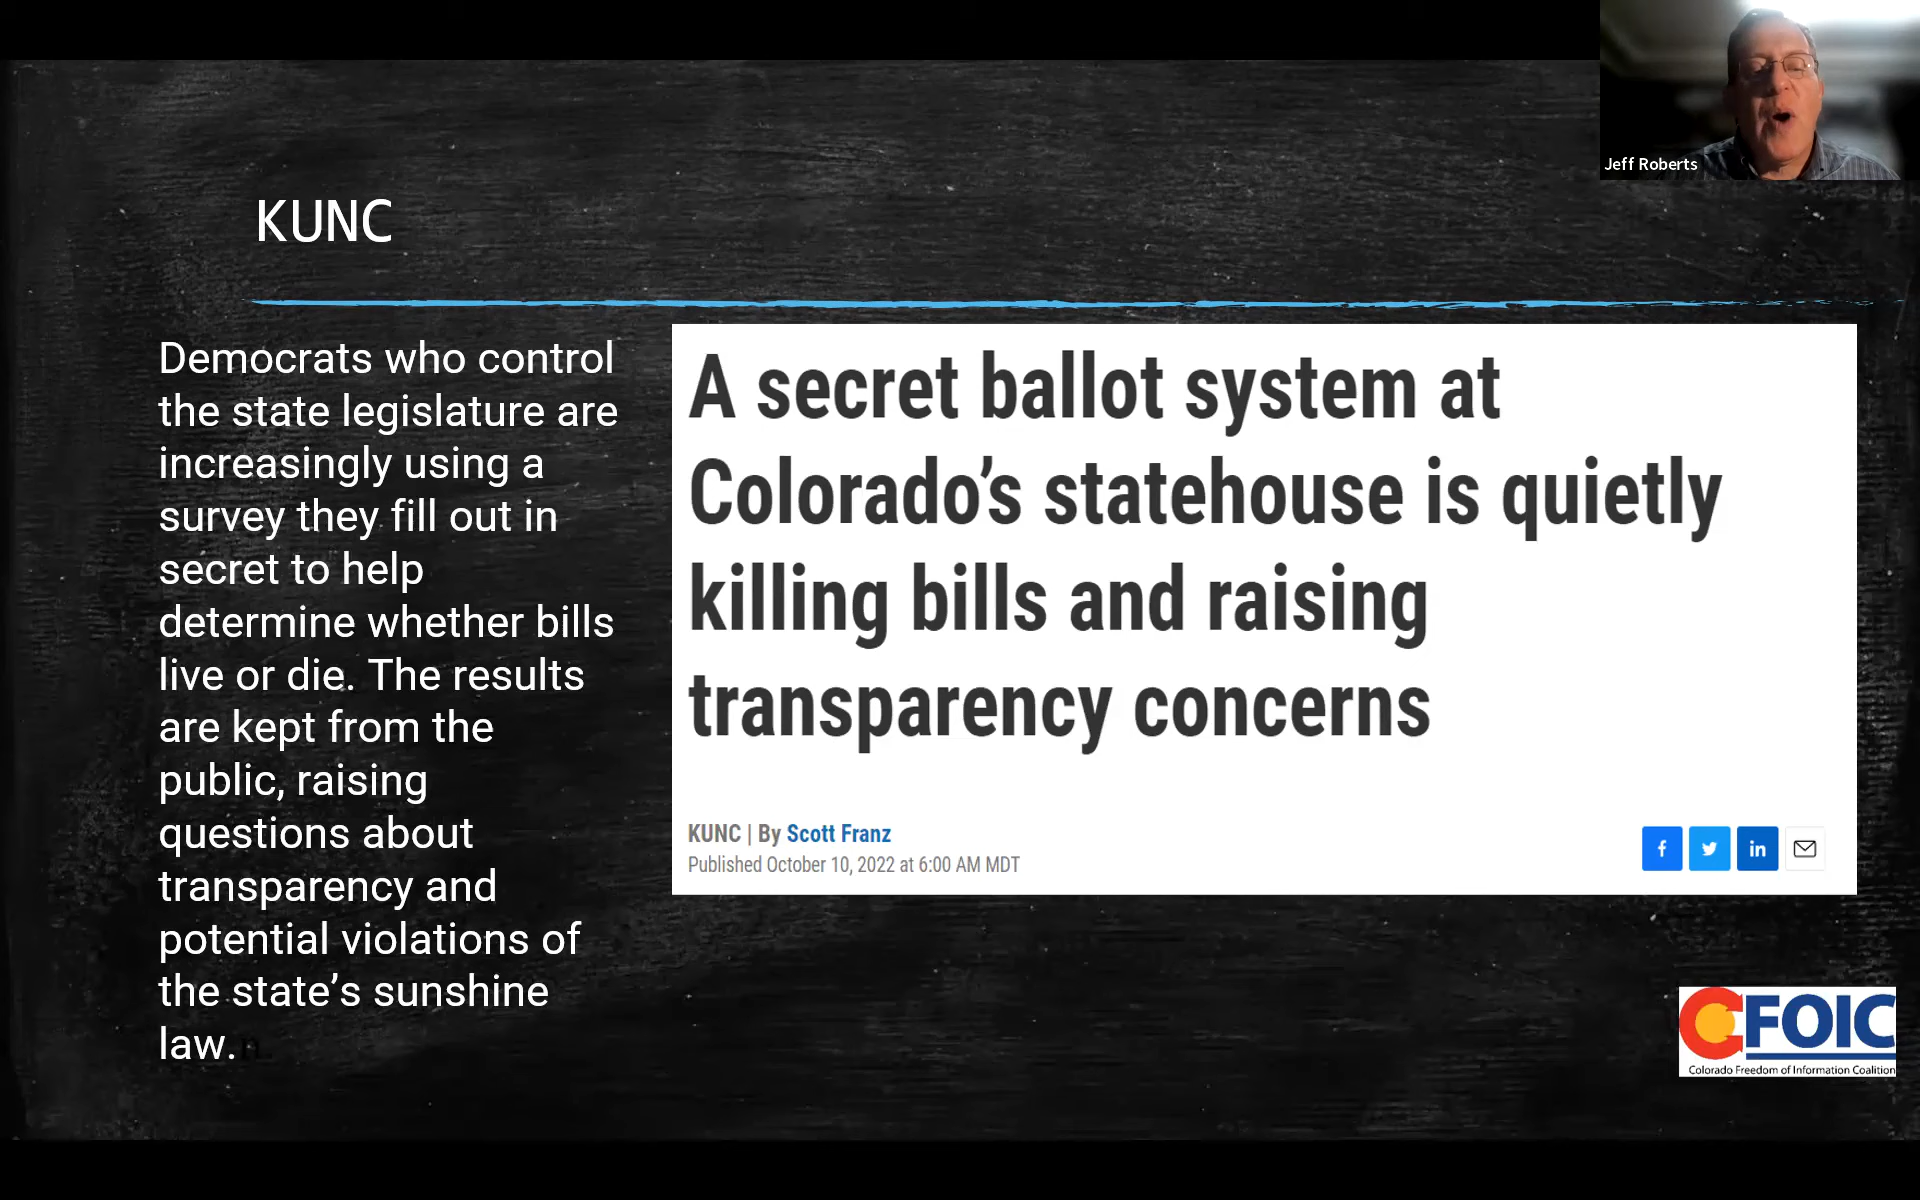 Jeff Roberts
KUNC
Democrats who control
the state legislature are
increasingly using a
survey they fill out in
secret to help
determine whether bills
live or die. The results
are kept from the
public, raising
questions about
transparency and
potential violations of
the state’s sunshine
law.
A secret ballot system at
Colorado’s statehouse is quietly
killing bills and raising
transparency concerns
KUNC | By Scott Franz
Published October 10, 2022 at 6:00 AM MDT
f
in
CFOIC
Colorado Freedom of Information Coalition